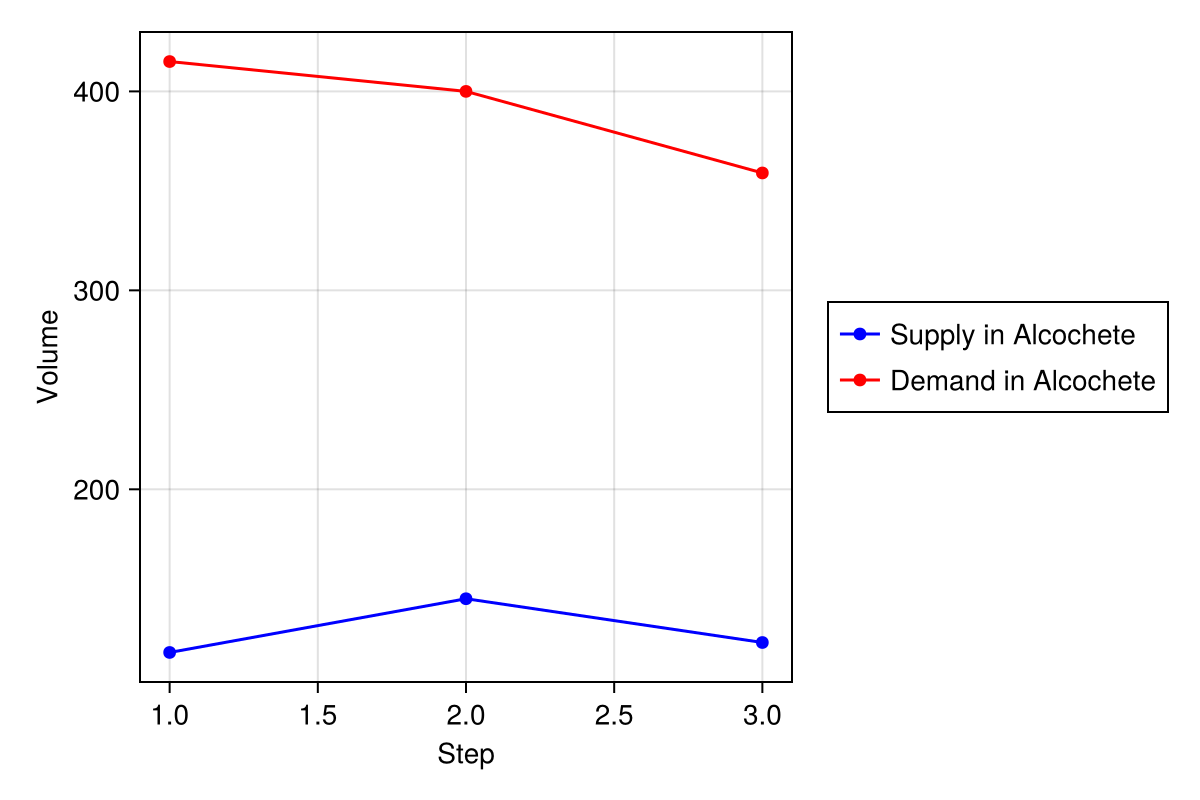 400
300
200
Volume
1.0 1.5 2.0 2.5 3.0
Step
Supply in Alcochete
Demand in Alcochete